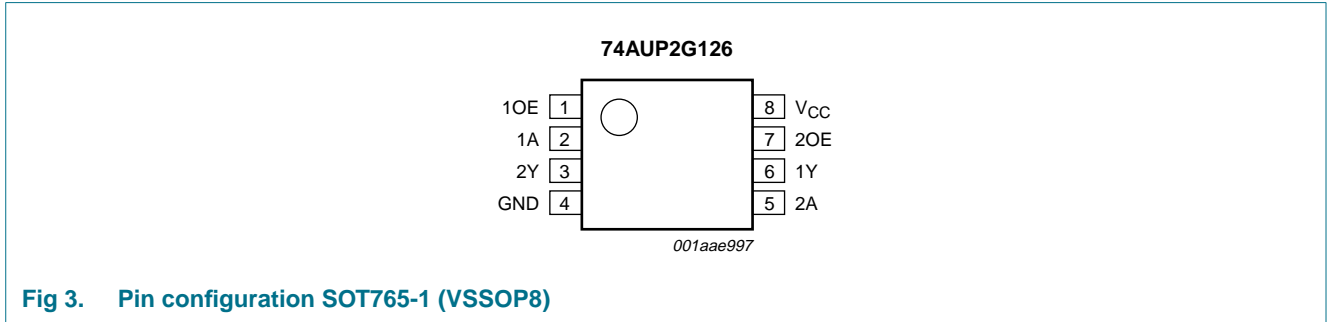 74AUP2G126
1OE 1 8 VCC
1A 2 7 2OE
2Y 3 6 1Y
GND 4 5 2A
001aae997
Fig 3. Pin configuration SOT765-1 (VSSOP8)